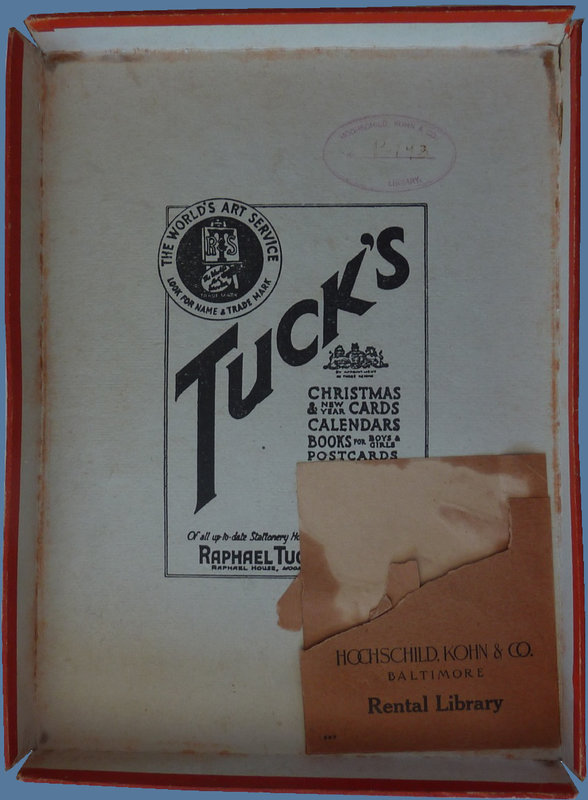 HOCHSCHILD, KOHN & CO.
LIBRARY.
THE WORLD'S ART SERVICE
R & S
TRADE MARK
LOOK FOR NAME & TRADE MARK
TUCK'S
BY APPOINTMENT
CHRISTMAS
& NEW YEAR CARDS
CALENDARS
BOOKS FOR BOYS & GIRLS
POSTCARDS
Of all up-to-date Stationery
RAPHAEL
RAPHAEL HOUSE,
HOCHSCHILD, KOHN & CO.
BALTIMORE
Rental Library